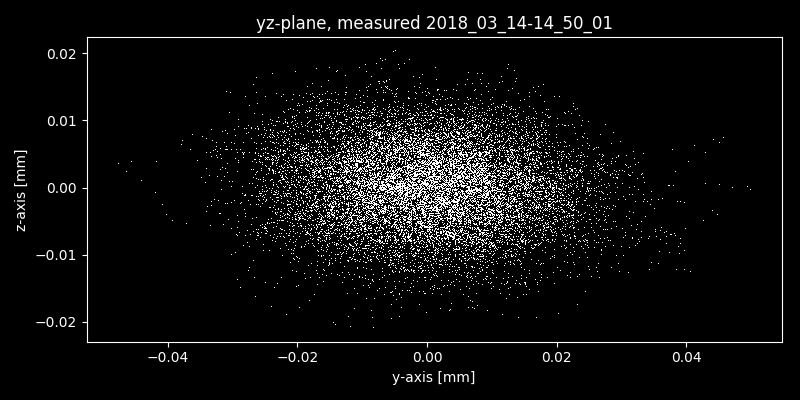 yz-plane, measured 2018_03_14-14_50_01
0.02
0.01
0.00
−0.01
−0.02
z-axis [mm]
−0.04 −0.02 0.00 0.02 0.04
y-axis [mm]